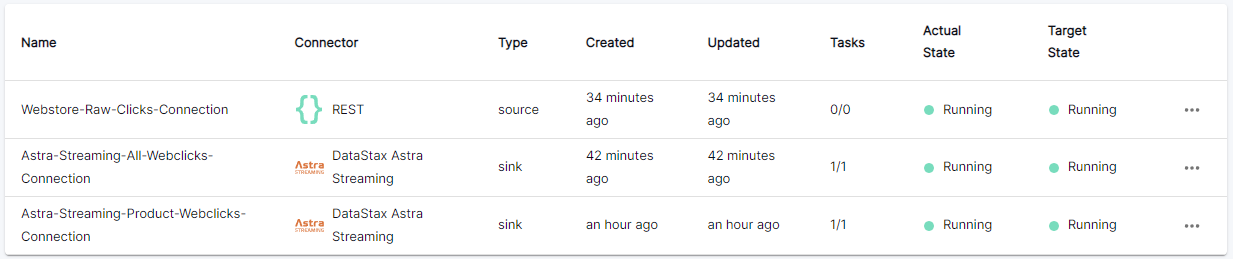 Name Connector Type Created Updated Tasks Actual State Target State
Webstore-Raw-Clicks-Connection {} REST source 34 minutes ago 34 minutes ago 0/0 Running Running ...
Astra-Streaming-All-Webclicks-Connection Astra STREAMING DataStax Astra Streaming sink 42 minutes ago 42 minutes ago 1/1 Running Running ...
Astra-Streaming-Product-Webclicks-Connection Astra STREAMING DataStax Astra Streaming sink an hour ago an hour ago 1/1 Running Running ...